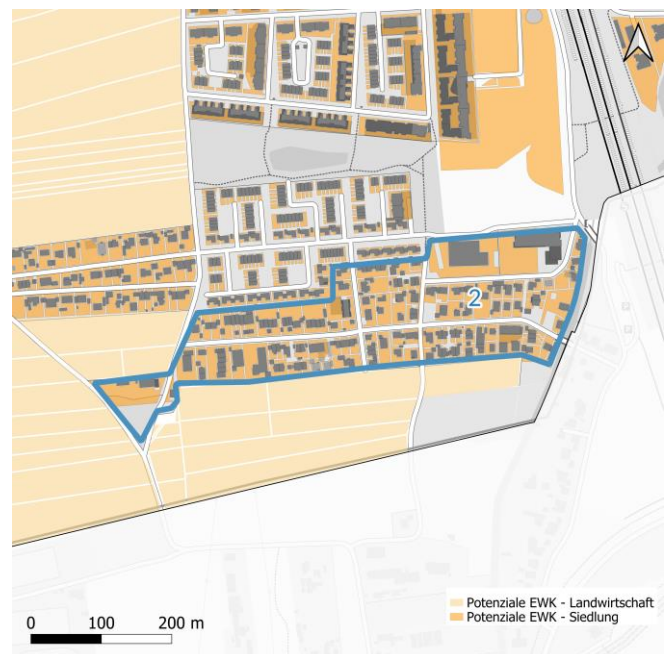 2
Potenziale EWK - Landwirtschaft
Potenziale EWK - Siedlung
0 100 200 m